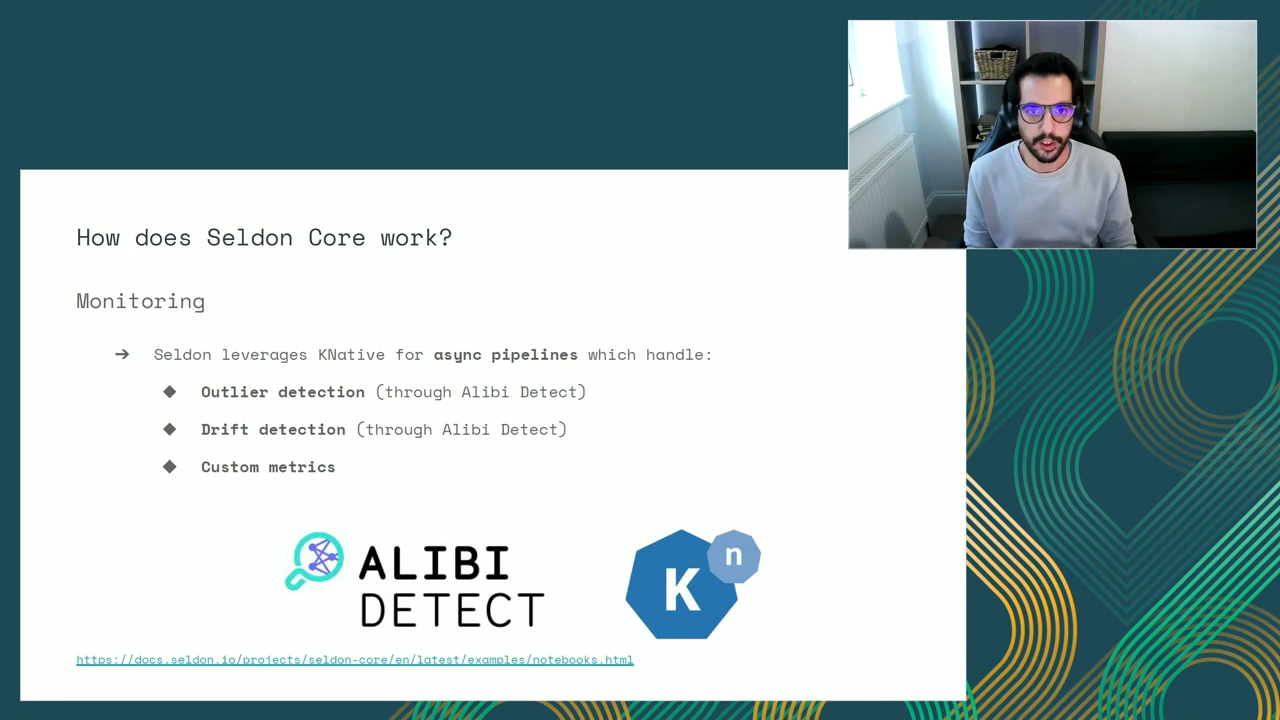 How does Seldon Core work?
Monitoring
➔ Seldon leverages KNative for async pipelines which handle:
◆ Outlier detection (through Alibi Detect)
◆ Drift detection (through Alibi Detect)
◆ Custom metrics
ALIBI
DETECT
K
n
https://docs.seldon.io/projects/seldon-core/en/latest/examples/notebooks.html